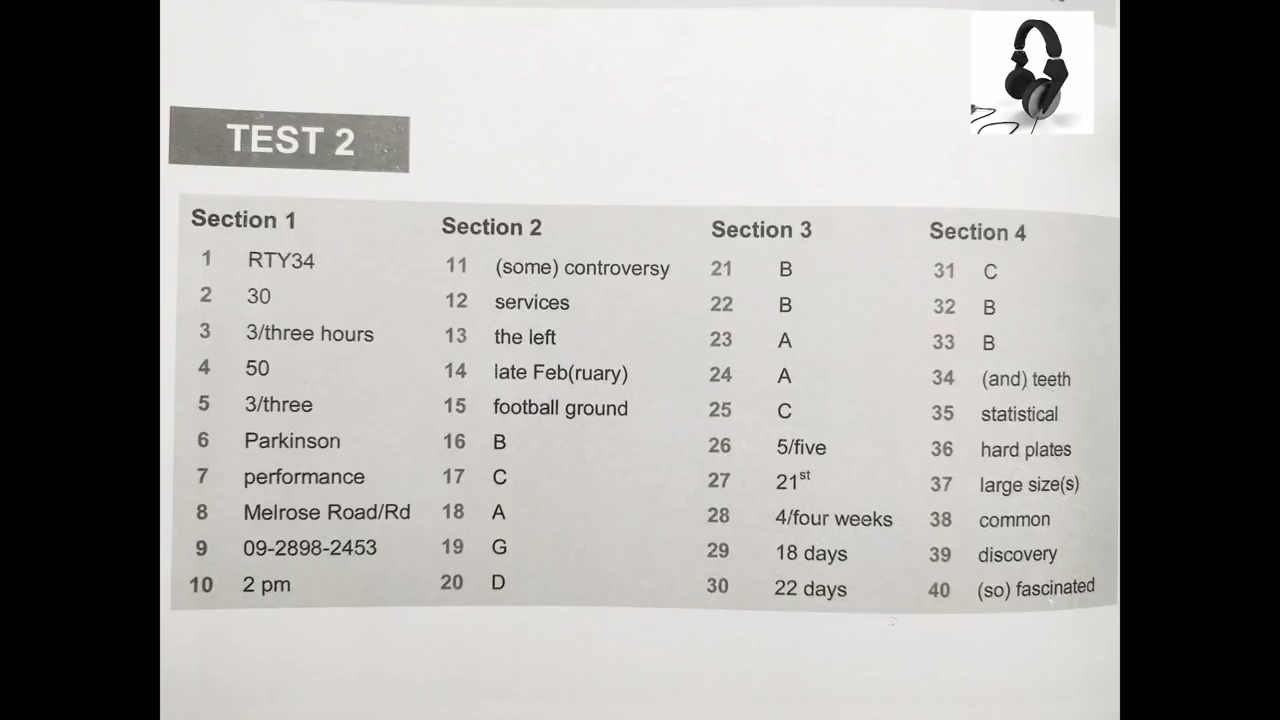 TEST 2
Section 1
1 RTY34
2 30
3 3/three hours
4 50
5 3/three
6 Parkinson
7 performance
8 Melrose Road/Rd
9 09-2898-2453
10 2 pm
Section 2
11 (some) controversy
12 services
13 the left
14 late Feb(ruary)
15 football ground
16 B
17 C
18 A
19 G
20 D
Section 3
21 B
22 B
23 A
24 A
25 C
26 5/five
27 21st
28 4/four weeks
29 18 days
30 22 days
Section 4
31 C
32 B
33 B
34 (and) teeth
35 statistical
36 hard plates
37 large size(s)
38 common
39 discovery
40 (so) fascinated